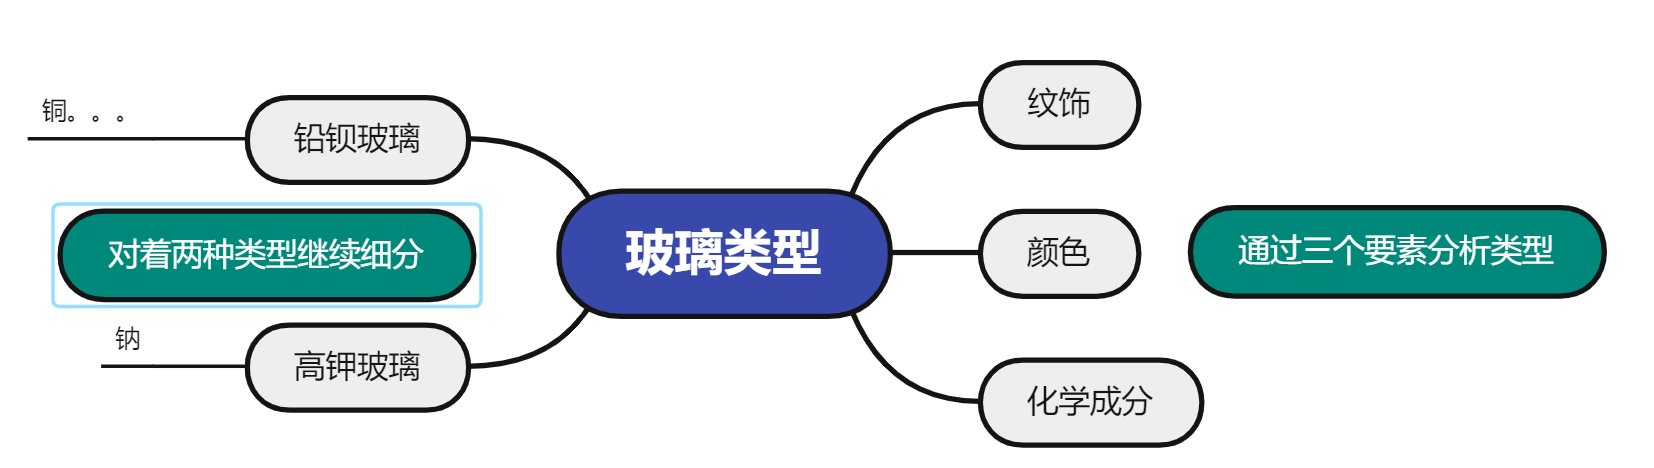 铜。。。
铅钡玻璃
对着两种类型继续细分
钠
高钾玻璃
玻璃类型
纹饰
颜色
化学成分
通过三个要素分析类型